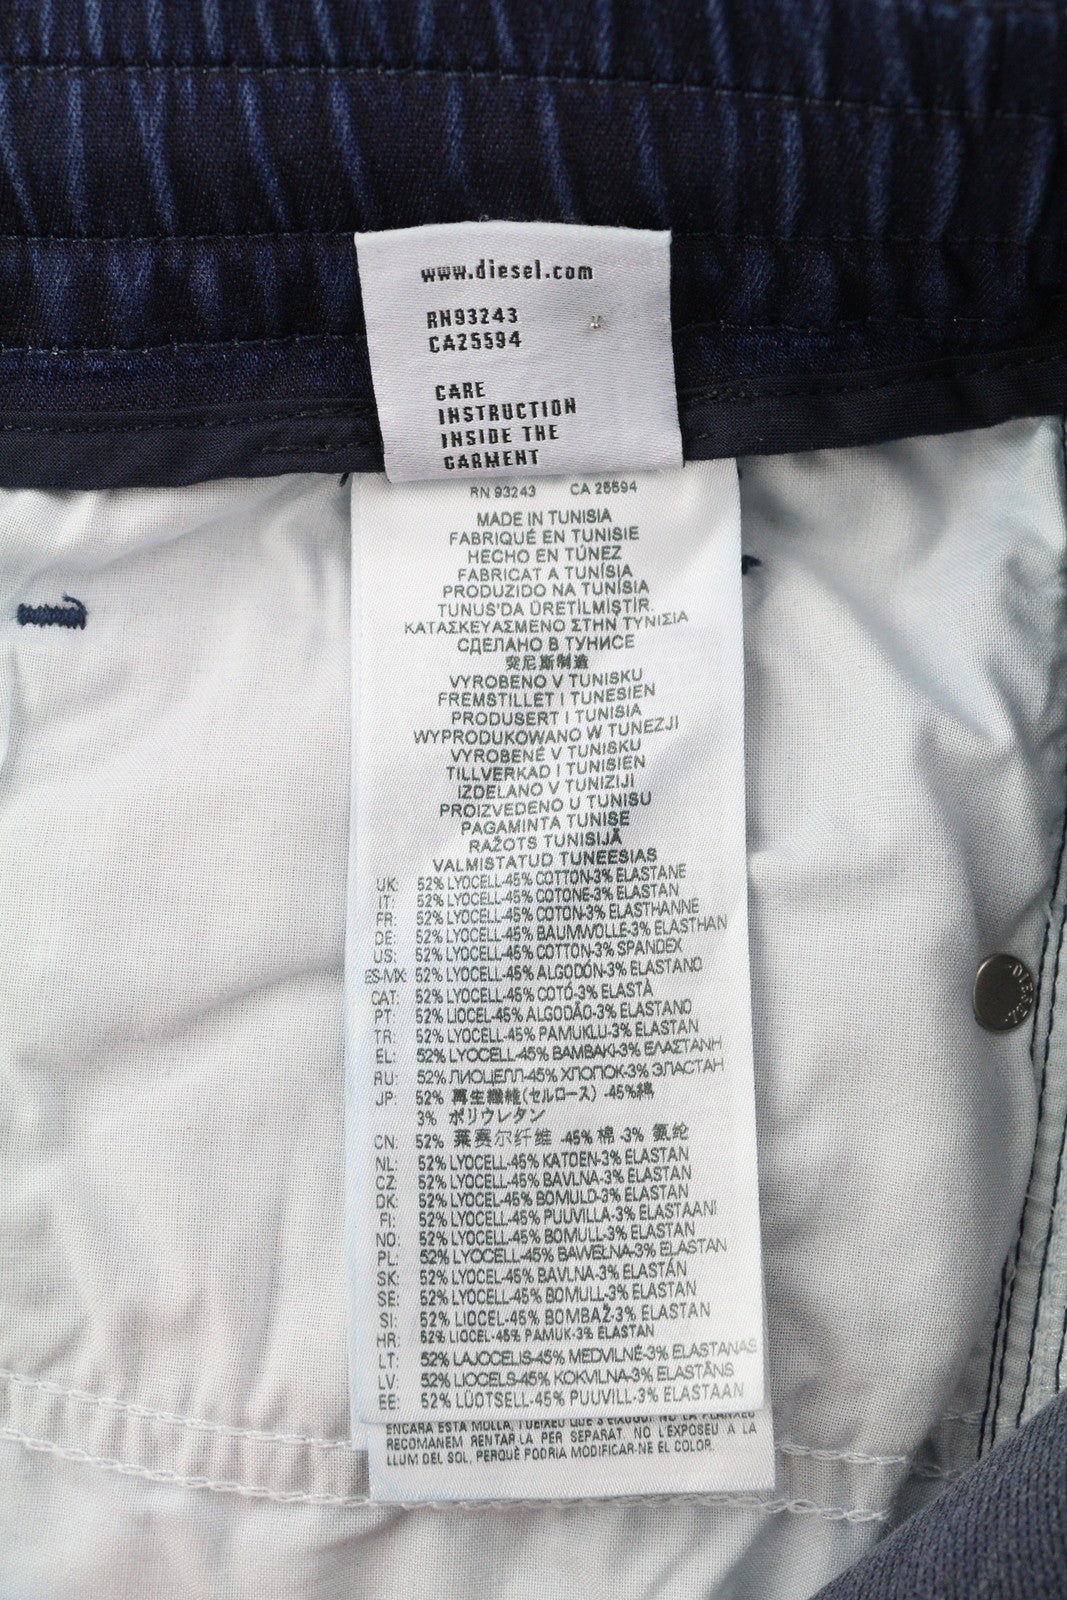 www.diesel.com
RN93243
CA25594
CARE
INSTRUCTION
INSIDE THE
GARMENT
RN 93243 CA 25594
MADE IN TUNISIA
FABRIQUÉ EN TUNISIE
HECHO EN TÚNEZ
FABRICAT A TUNÍSIA
PRODUZIDO NA TUNÍSIA
TUNUS'DA ÜRETİLMİŞTİR.
ΚΑΤΑΣΚΕΥΑΣΜΕΝΟ ΣΤΗΝ ΤΥΝΙΣΙΑ
СДЕЛАНО В ТУНИСЕ
突尼斯制造
VYROBENO V TUNISKU
FREMSTILLET I TUNESIEN
PRODUSERT I TUNISIA
WYPRODUKOWANO W TUNEZJI
VYROBENÉ V TUNISKU
TILLVERKAD I TUNISIEN
IZDELANO V TUNIZIJI
PROIZVEDENO U TUNISU
PAGAMINTA TUNISE
RAŽOTS TUNISIJĀ
VALMISTATUD TUNEESIAS
UK: 52% LYOCELL-45% COTTON-3% ELASTANE
IT: 52% LYOCELL-45% COTONE-3% ELASTAN
FR: 52% LYOCELL-45% COTON-3% ELASTHANNE
DE: 52% LYOCELL-45% BAUMWOLLE-3% ELASTHAN
US: 52% LYOCELL-45% COTTON-3% SPANDEX
ES-MX: 52% LYOCELL-45% ALGODÓN-3% ELASTANO
CAT: 52% LYOCELL-45% COTÓ-3% ELASTÀ
PT: 52% LIOCEL-45% ALGODÃO-3% ELASTANO
TR: 52% LYOCELL-45% PAMUKLU-3% ELASTAN
EL: 52% LYOCELL-45% ΒΑΜΒΑΚΙ-3% ΕΛΑΣΤΑΝΗ
RU: 52% ЛИОЦЕЛЛ-45% ХЛОПОК-3% ЭЛАСТАН
JP: 52% 再生繊維(セルロース) -45%綿
3% ポリウレタン
CN: 52% 莱赛尔纤维 -45% 棉 -3% 氨纶
NL: 52% LYOCELL-45% KATOEN-3% ELASTAN
CZ: 52% LYOCELL-45% BAVLNA-3% ELASTAN
DK: 52% LYOCEL-45% BOMULD-3% ELASTAN
FI: 52% LYOCELL-45% PUUVILLA-3% ELASTAANI
NO: 52% LYOCELL-45% BOMULL-3% ELASTAN
PL: 52% LYOCELL-45% BAWEŁNA-3% ELASTAN
SK: 52% LYOCEL-45% BAVLNA-3% ELASTÁN
SE: 52% LYOCELL-45% BOMULL-3% ELASTAN
SI: 52% LIOCEL-45% BOMBAŽ-3% ELASTAN
HR: 52% LIOCEL-45% PAMUK-3% ELASTAN
LT: 52% LAJOCELIS-45% MEDVILNĖ-3% ELASTANAS
LV: 52% LIOCELS-45% KOKVILNA-3% ELASTĀNS
EE: 52% LÜOTSELL-45% PUUVILL-3% ELASTAAN
ENCARA ESTÀ MOLLA, I DEIXEU QUE S'EIXUGUI. NO LA PLANXEU
RECOMANEM RENTAR-LA PER SEPARAT. NO L'EXPOSEU A LA
LLUM DEL SOL, PERQUÈ PODRIA MODIFICAR-NE EL COLOR.
DIESEL